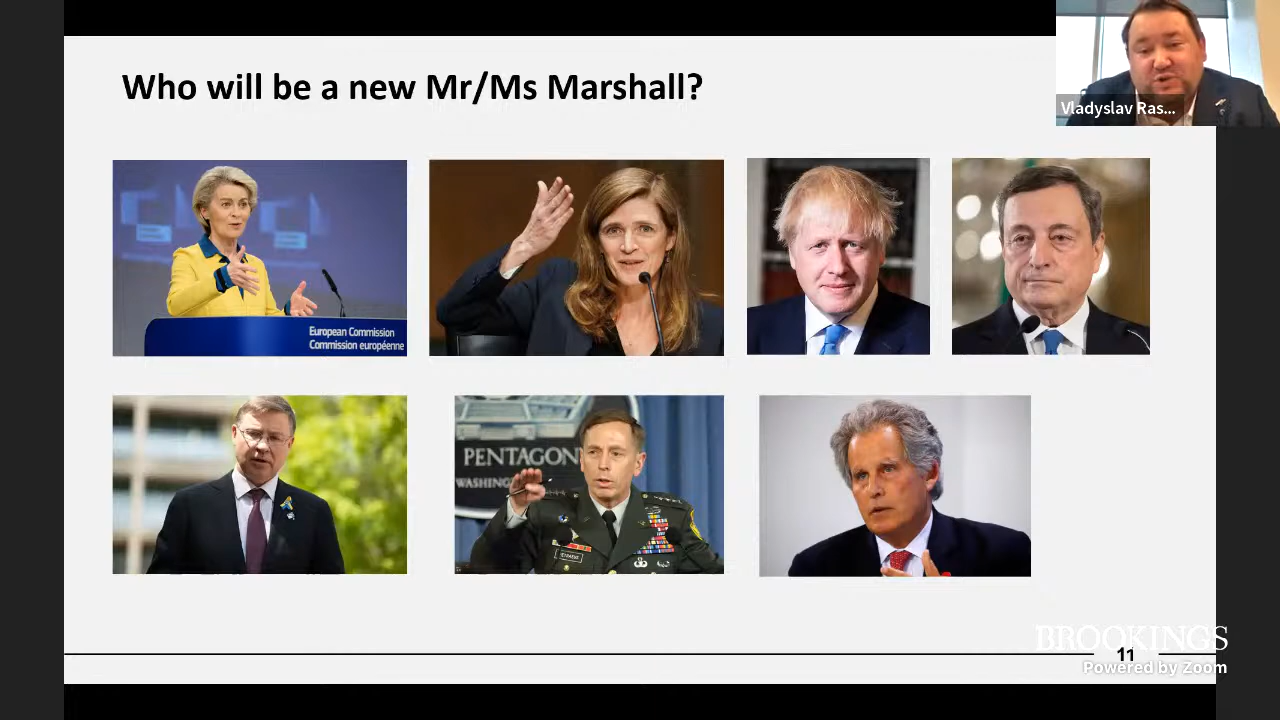 Who will be a new Mr/Ms Marshall?
Vladyslav Ras...
European Commission
Commission européenne
PENTAGON
WASHING
PETRAEUS
BROOKINGS
11
Powered by Zoom